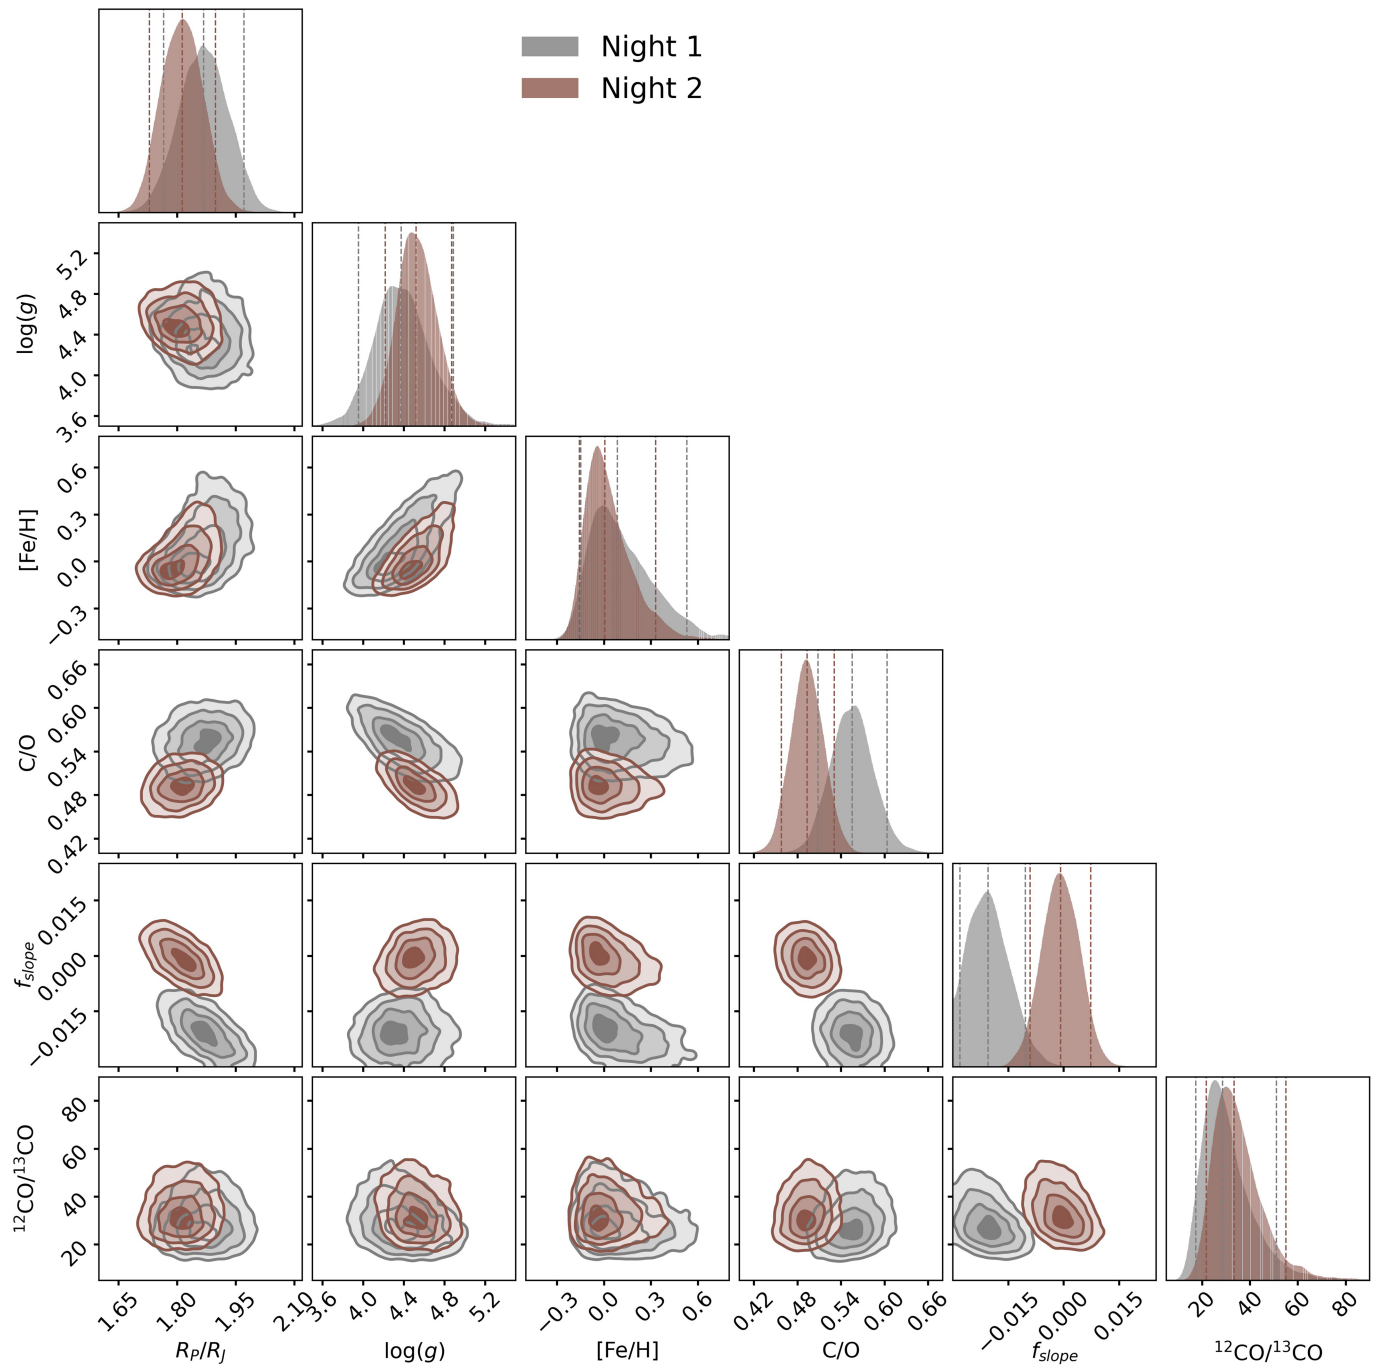 Night 1
Night 2
log(g)
5.2
4.8
4.4
4.0
3.6
[Fe/H]
0.6
0.3
0.0
−0.3
C/O
0.66
0.60
0.54
0.48
0.42
f_slope
0.015
0.000
−0.015
¹²CO/¹³CO
80
60
40
20
1.65 1.80 1.95 2.10
3.6 4.0 4.4 4.8 5.2
−0.3 0.0 0.3 0.6
0.42 0.48 0.54 0.60 0.66
−0.015 0.000 0.015
20 40 60 80
R_P/R_J
log(g)
[Fe/H]
C/O
f_slope
¹²CO/¹³CO